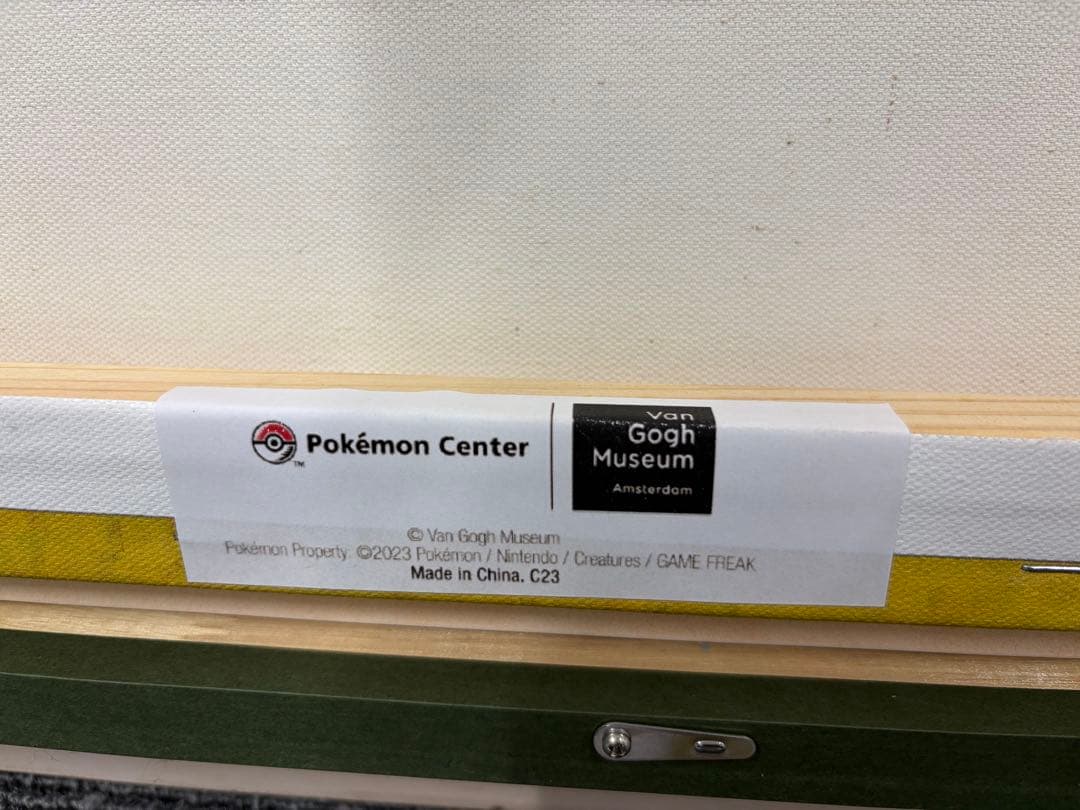 Pokémon Center
TM
Van
Gogh
Museum
Amsterdam
© Van Gogh Museum
Pokémon Property: ©2023 Pokémon / Nintendo / Creatures / GAME FREAK
Made in China. C23